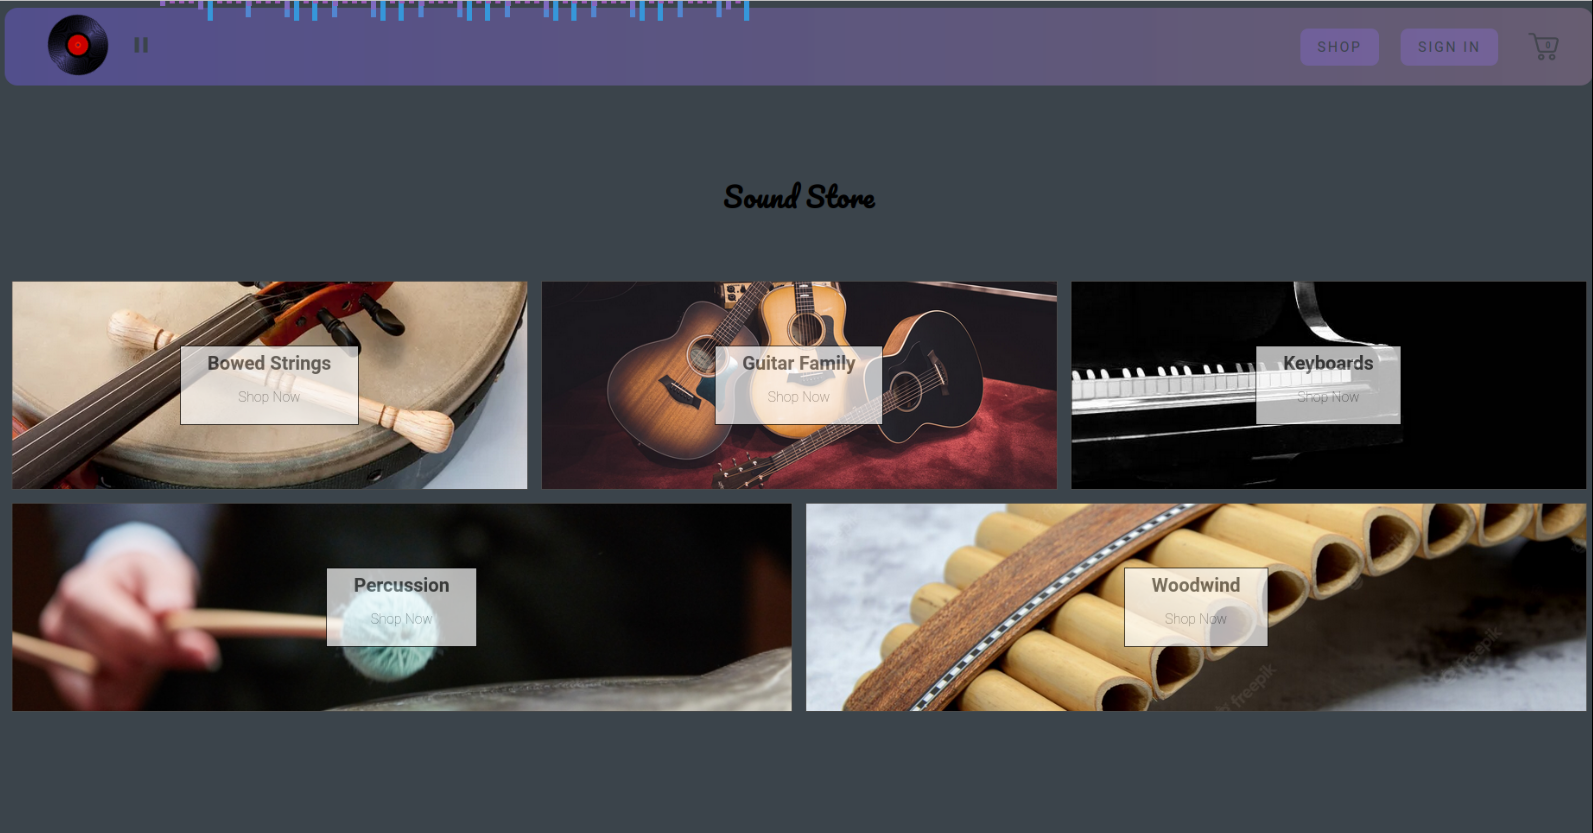 SHOP
SIGN IN
0
Sound Store
Bowed Strings
Shop Now
Guitar Family
Shop Now
Keyboards
Shop Now
Percussion
Shop Now
Woodwind
Shop Now
freepik
freepik